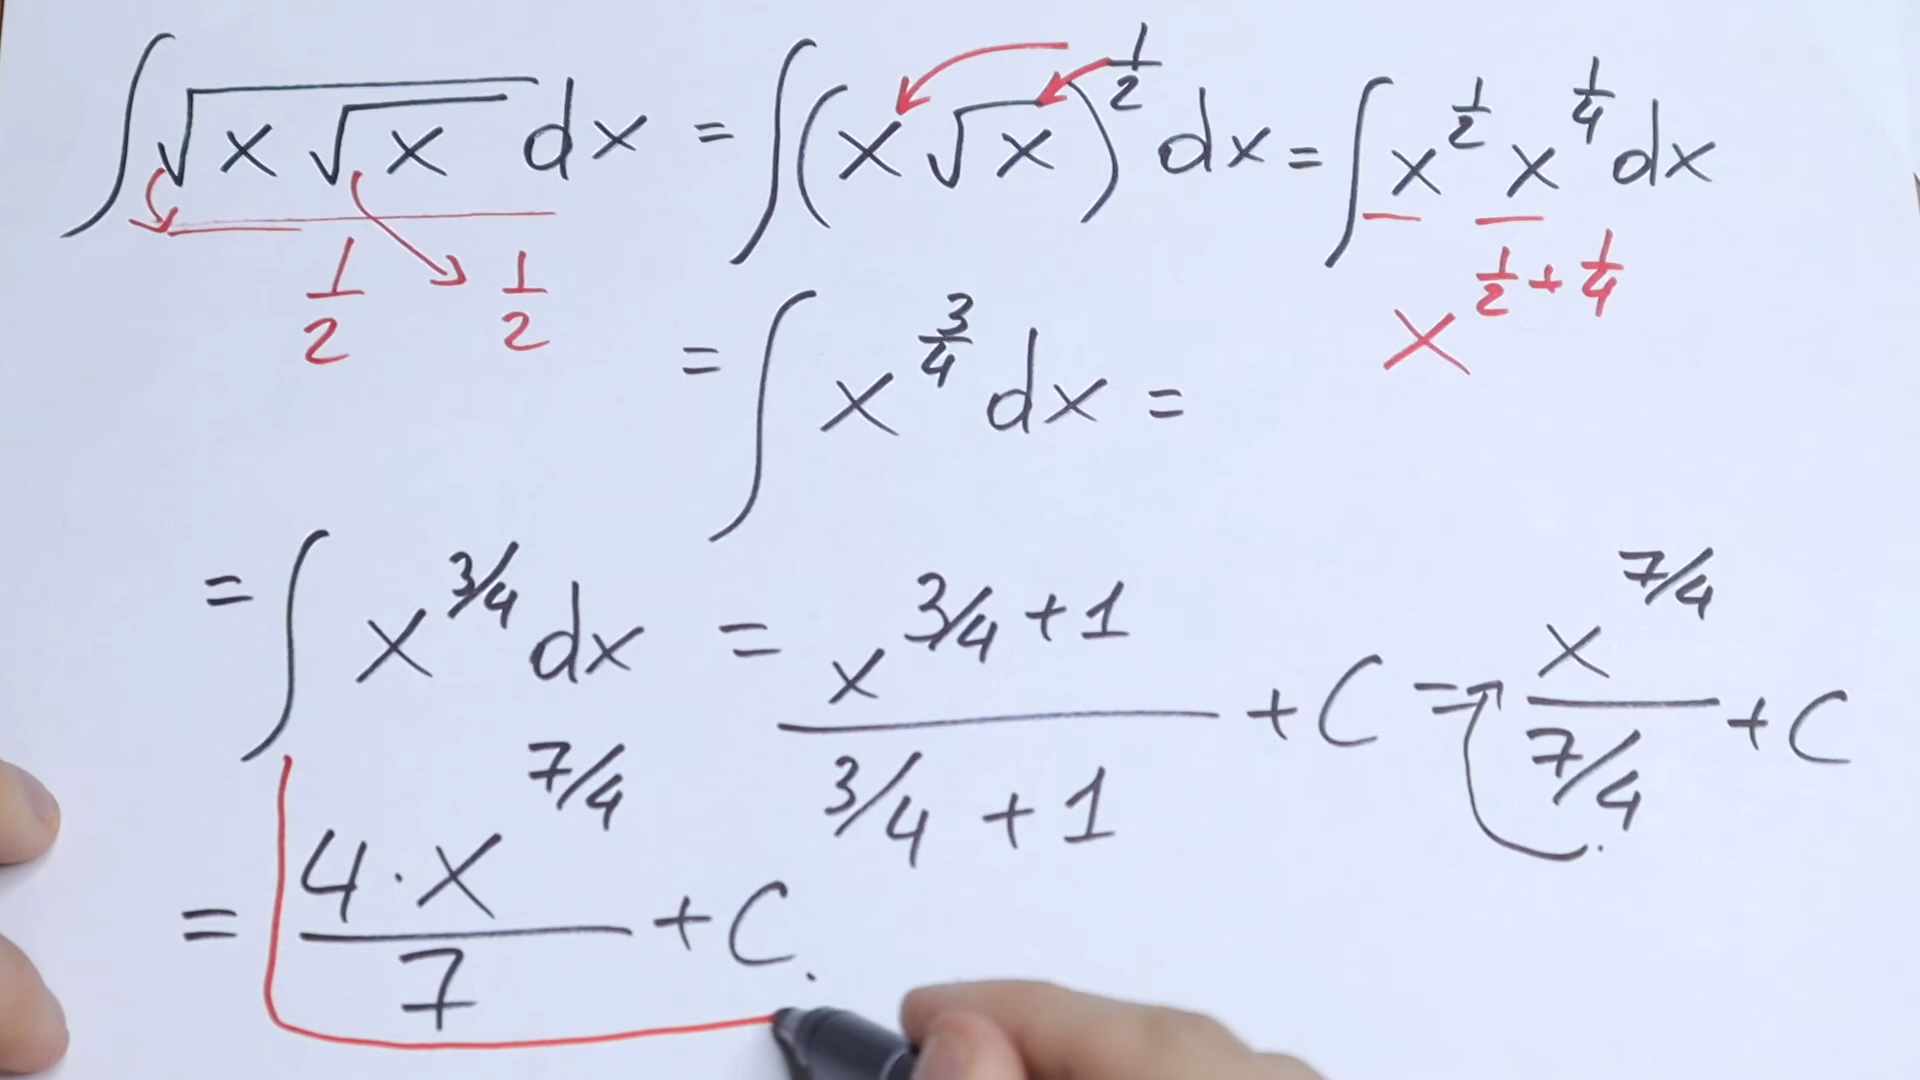 ∫√(x√x) dx = ∫(x√x)^(1/2) dx = ∫x^(1/2) x^(1/4) dx
1/2 1/2 x^(1/2 + 1/4)
= ∫x^(3/4) dx =
= ∫x^(3/4) dx = x^(3/4 + 1)/(3/4 + 1) + C = x^(7/4)/(7/4) + C
= 4·x^(7/4)/7 + C.